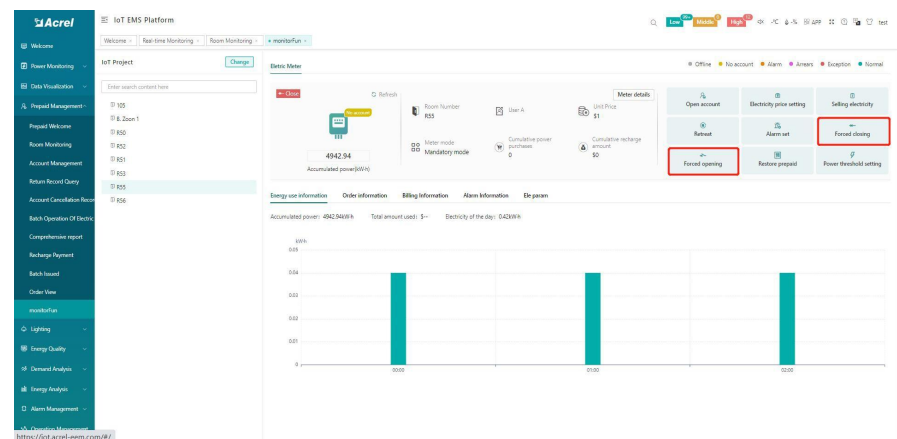 Acrel
IoT EMS Platform
Low 99+ Middle High -°C -% APP test
Welcome × Real-time Monitoring × Room Monitoring × • monitorFun ×
Welcome
Power Monitoring
Data Visualization
Prepaid Management
Prepaid Welcome
Room Monitoring
Account Management
Return Record Query
Account Cancellation Recor
Batch Operation Of Electric
Comprehensive report
Recharge Payment
Batch Issued
Order View
monitorFun
Lighting
Energy Quality
Demand Analysis
Energy Analysis
Alarm Management
Operation Management
https://iot.acrel-eem.com/#/
IoT Project Change
Enter search content here
105
B. Zoon 1
R50
R52
R51
R53
R55
R56
Eletric Meter
Offline No account Alarm Arrears Exception Normal
Close
Refresh
Meter details
No account
4942.94
Accumulated power(kW·h)
Room Number
R55
User A
Unit Price
$1
Meter mode
Mandatory mode
Cumulative power purchases
0
Cumulative recharge amount
$0
Open account Electricity price setting Selling electricity
Retreat Alarm set Forced closing
Forced opening Restore prepaid Power threshold setting
Energy use information Order information Billing Information Alarm Information Ele param
Accumulated power: 4942.94kW·h Total amount used: $-- Electricity of the day: 0.42kW·h
kW·h
0.05
0.04
0.03
0.02
0.01
0
00:00 01:00 02:00